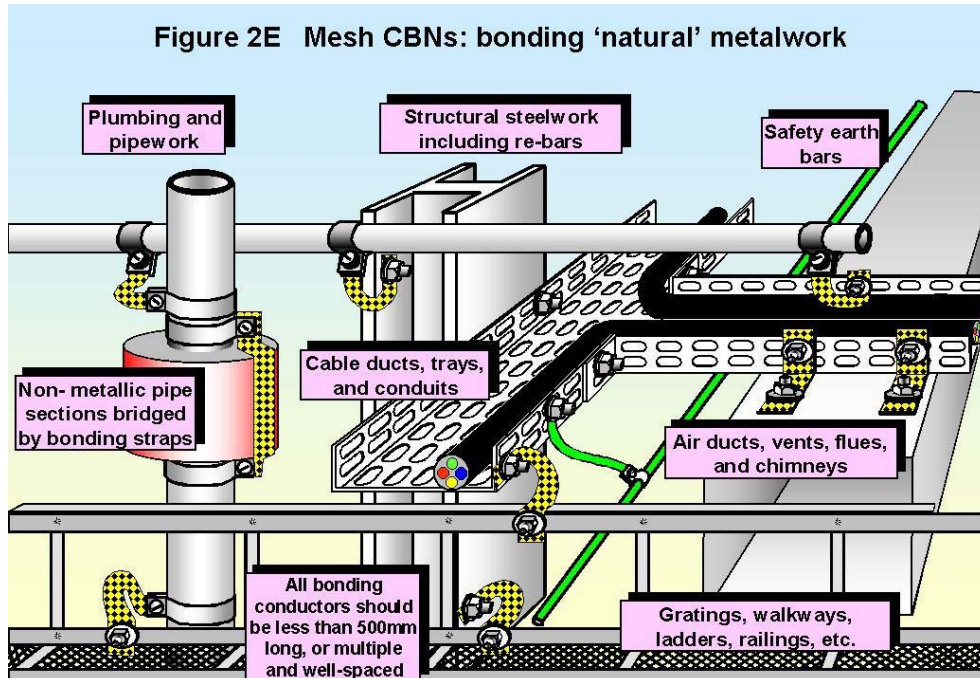 Figure 2E Mesh CBNs: bonding ‘natural’ metalwork
Plumbing and
pipework
Structural steelwork
including re-bars
Safety earth
bars
Cable ducts, trays,
and conduits
Non- metallic pipe
sections bridged
by bonding straps
Air ducts, vents, flues,
and chimneys
All bonding
conductors should
be less than 500mm
long, or multiple
and well-spaced
Gratings, walkways,
ladders, railings, etc.